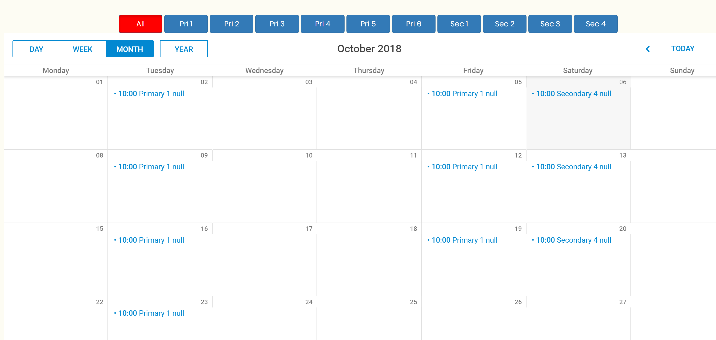 All Pri 1 Pri 2 Pri 3 Pri 4 Pri 5 Pri 6 Sec 1 Sec 2 Sec 3 Sec 4
DAY WEEK MONTH YEAR October 2018 TODAY
Monday Tuesday Wednesday Thursday Friday Saturday Sunday
01 02 03 04 05 06
• 10:00 Primary 1 null • 10:00 Primary 1 null • 10:00 Secondary 4 null
08 09 10 11 12 13
• 10:00 Primary 1 null • 10:00 Primary 1 null • 10:00 Secondary 4 null
15 16 17 18 19 20
• 10:00 Primary 1 null • 10:00 Primary 1 null • 10:00 Secondary 4 null
22 23 24 25 26 27
• 10:00 Primary 1 null